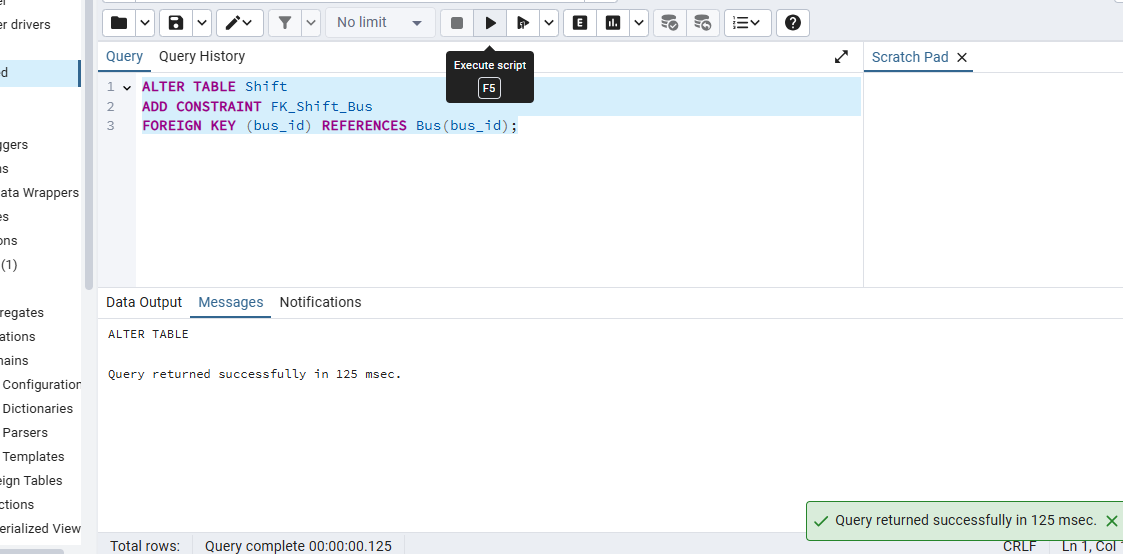 er drivers
No limit
Query Query History
Execute script
F5
Scratch Pad
ed
1 ALTER TABLE Shift
2 ADD CONSTRAINT FK_Shift_Bus
3 FOREIGN KEY (bus_id) REFERENCES Bus(bus_id);
ggers
ns
ata Wrappers
es
ons
(1)
regates
ations
mains
Configuration
Dictionaries
Parsers
Templates
eign Tables
ctions
erialized View
Data Output Messages Notifications
ALTER TABLE
Query returned successfully in 125 msec.
Query returned successfully in 125 msec.
Total rows: Query complete 00:00:00.125 CRLF Ln 1, Col